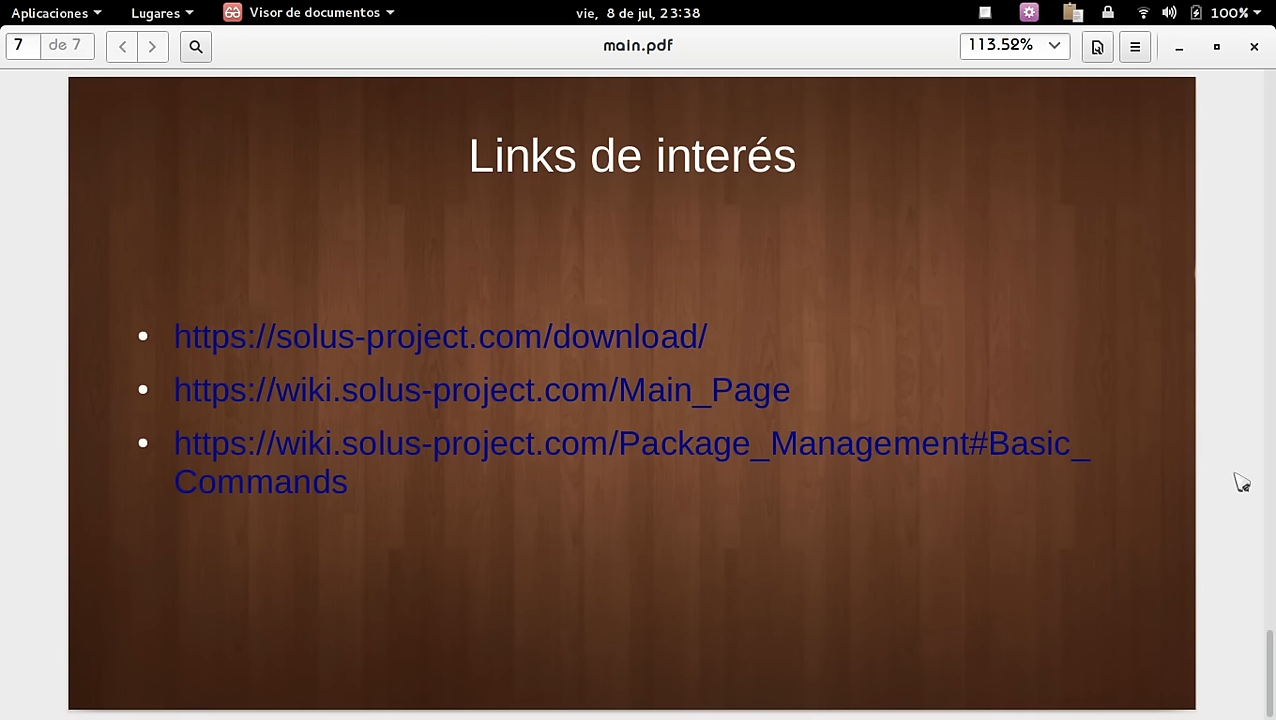 Aplicaciones Lugares Visor de documentos vie, 8 de jul, 23:38 100%
7 de 7 main.pdf 113.52%
Links de interés
• https://solus-project.com/download/
• https://wiki.solus-project.com/Main_Page
• https://wiki.solus-project.com/Package_Management#Basic_
Commands